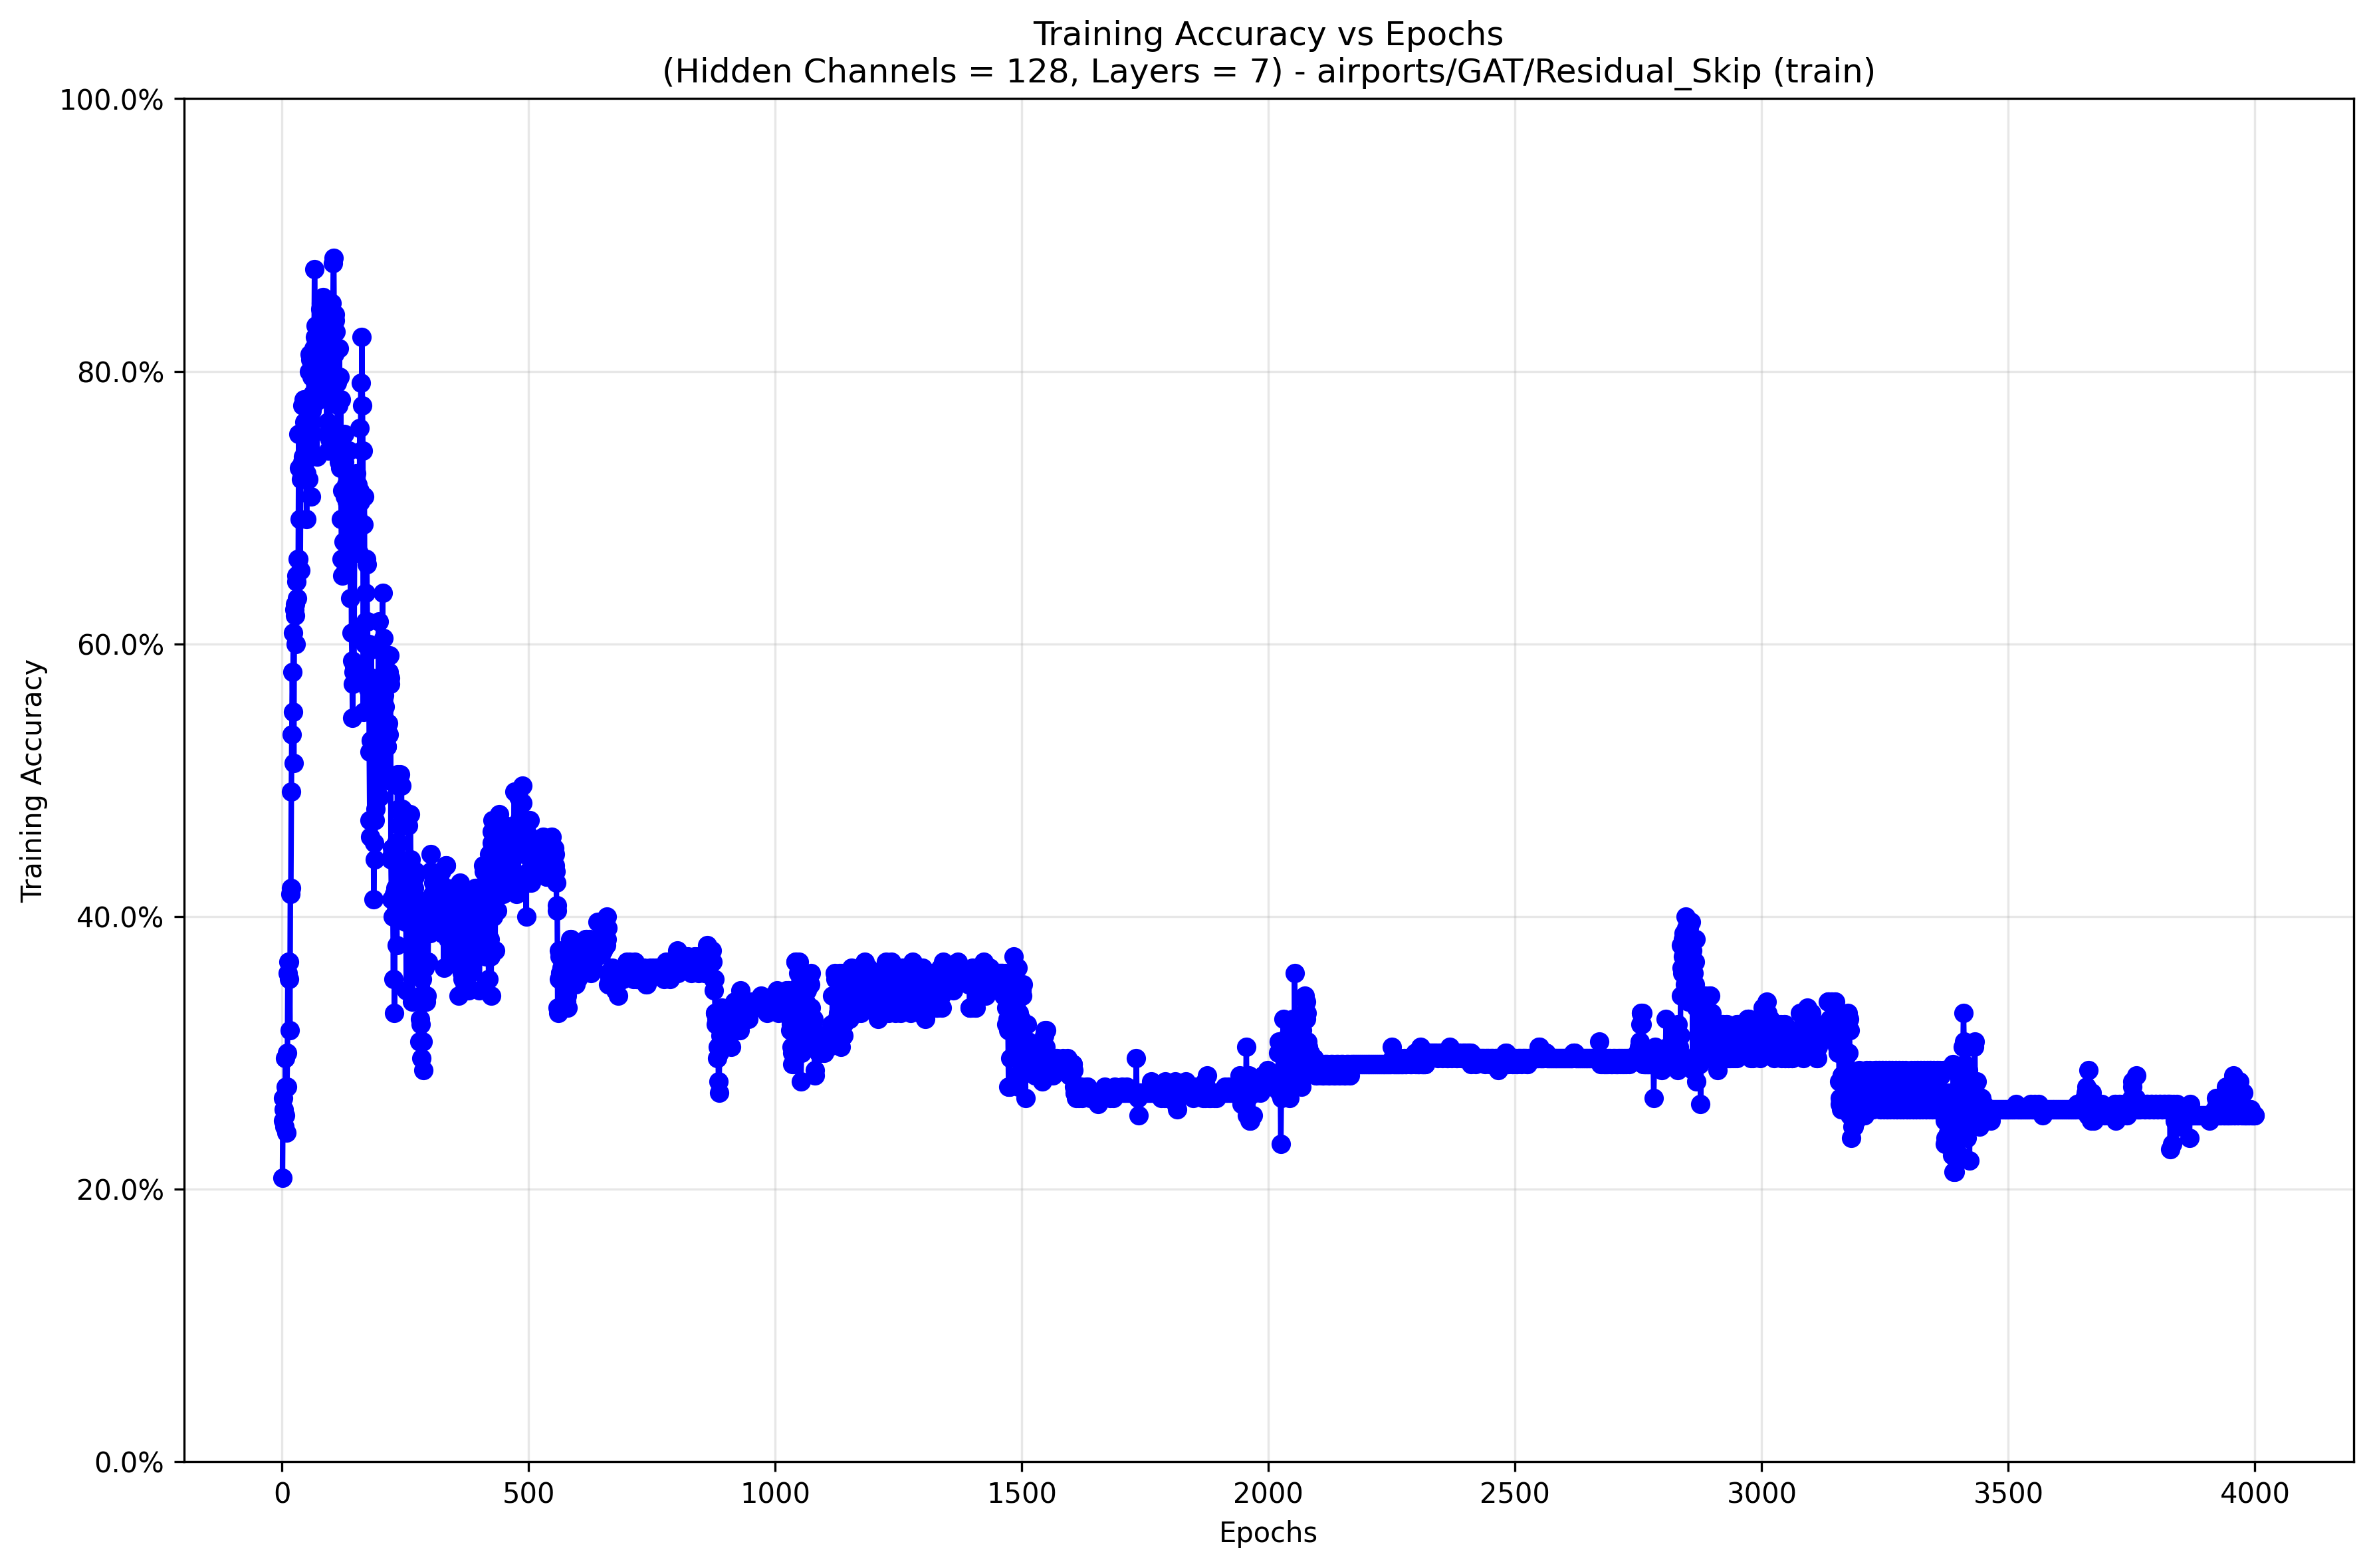 Training Accuracy vs Epochs
(Hidden Channels = 128, Layers = 7) - airports/GAT/Residual_Skip (train)
100.0%
80.0%
60.0%
40.0%
20.0%
0.0%
Training Accuracy
0 500 1000 1500 2000 2500 3000 3500 4000
Epochs